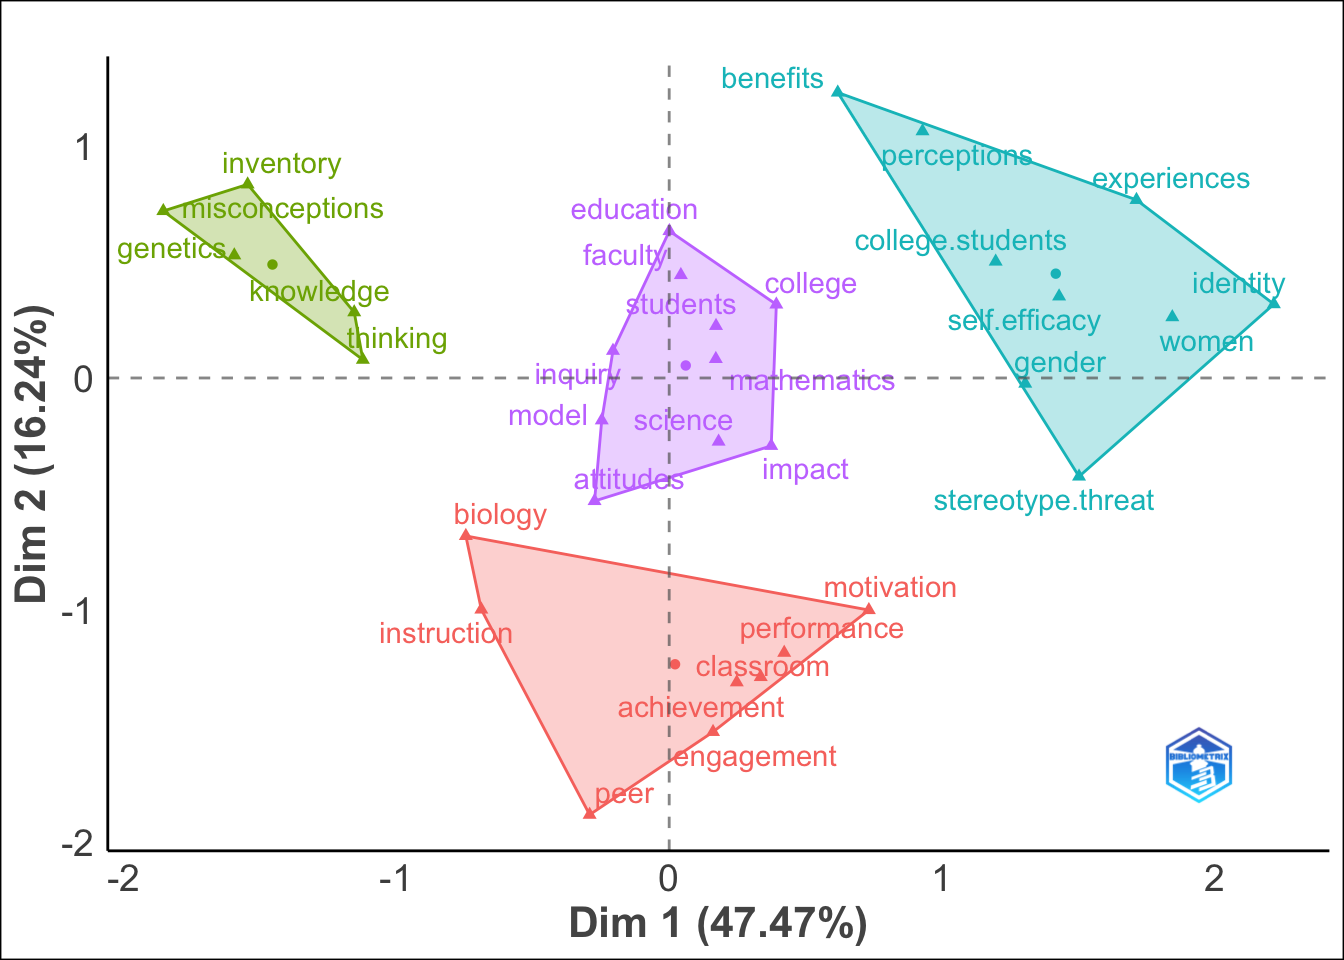 benefits
1
perceptions
inventory
experiences
misconceptions
education
genetics
faculty
college.students
college
identity
knowledge
students
self.efficacy
thinking
women
gender
inquiry
0
mathematics
model
science
impact
attitudes
stereotype.threat
biology
motivation
-1
instruction
performance
classroom
achievement
engagement
BIBLIOMETRIX
peer
-2
-2 -1 0 1 2
Dim 1 (47.47%)
Dim 2 (16.24%)